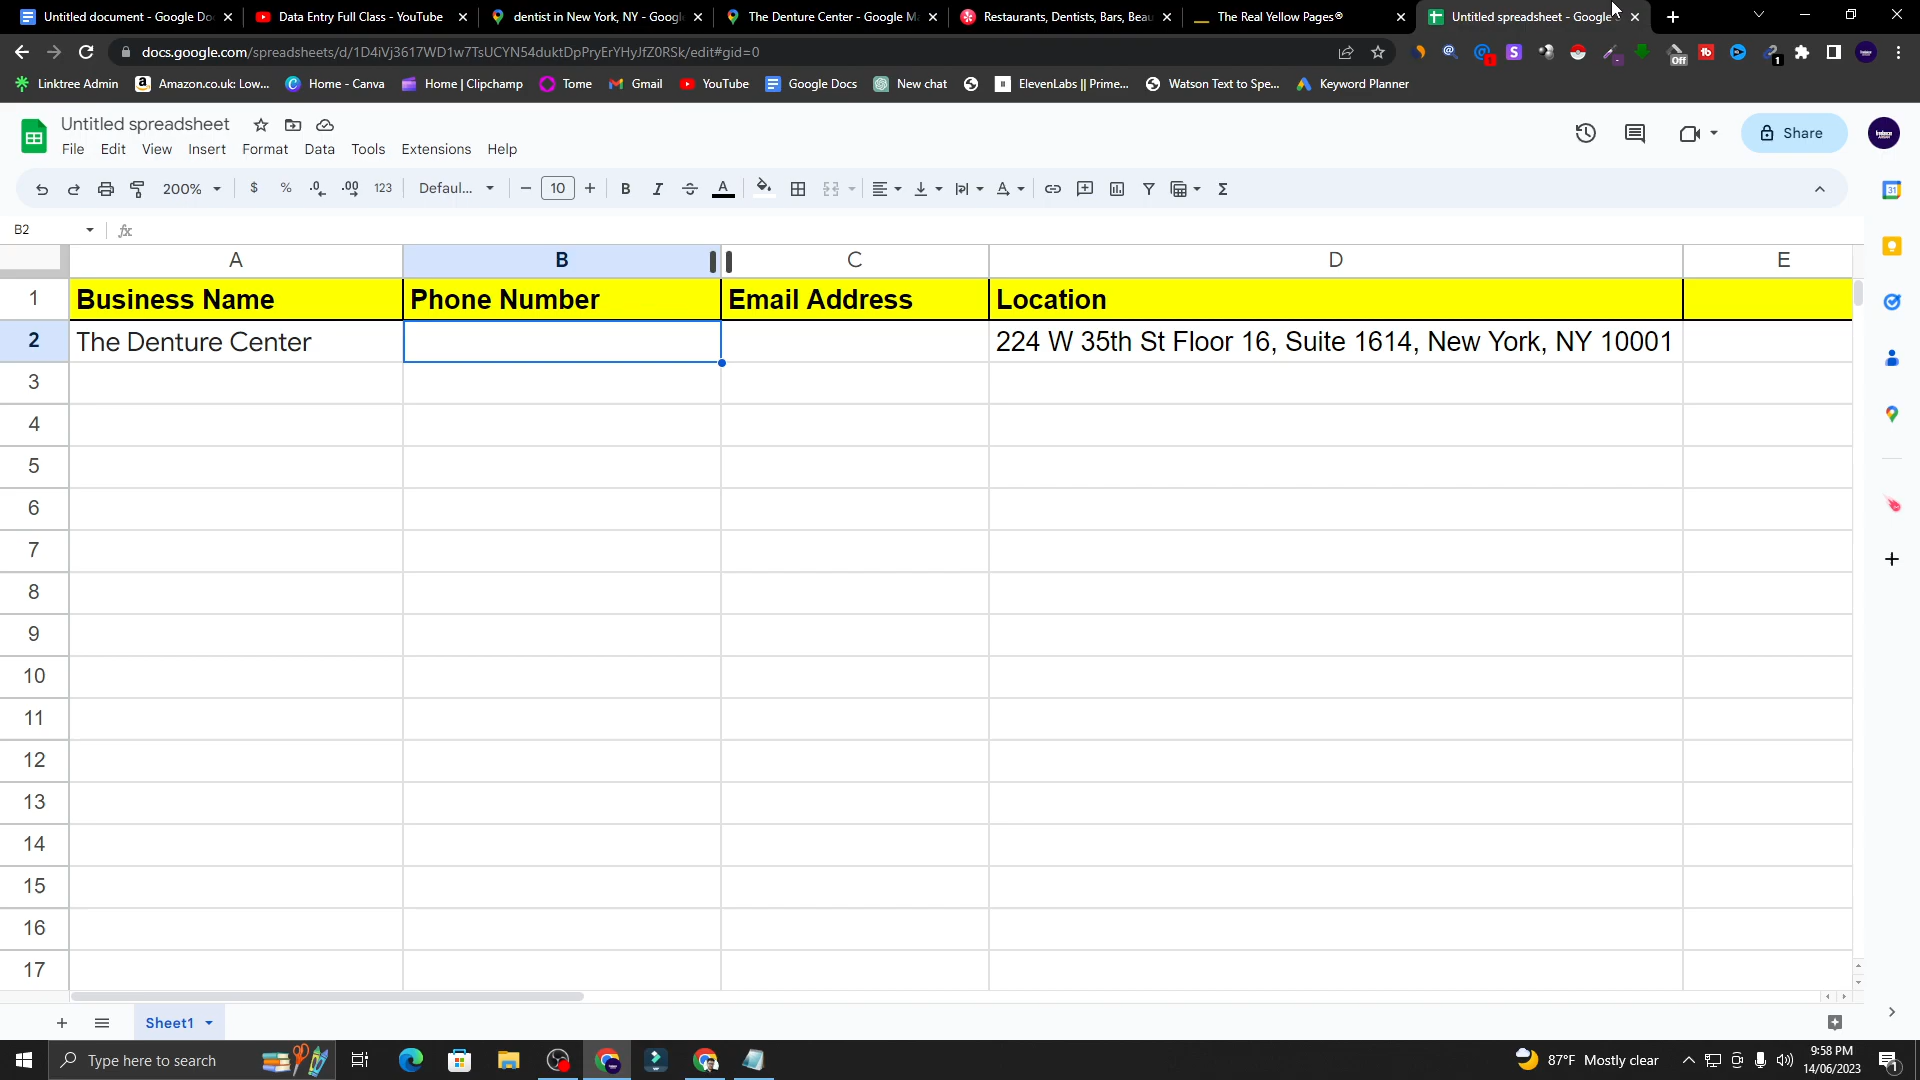 Untitled document - Google Do
Data Entry Full Class - YouTube
dentist in New York, NY - Googl
The Denture Center - Google M
Restaurants, Dentists, Bars, Beau
The Real Yellow Pages®
Untitled spreadsheet - Google
docs.google.com/spreadsheets/d/1D4iVj3617WD1w7TsUCYN54duktDpPryErYHyJfZ0RSk/edit#gid=0
Linktree Admin
Amazon.co.uk: Low...
Home - Canva
Home | Clipchamp
Tome
Gmail
YouTube
Google Docs
New chat
ElevenLabs || Prime...
Watson Text to Spe...
Keyword Planner
Untitled spreadsheet
File Edit View Insert Format Data Tools Extensions Help
Share
200% $ % .0 .00 123 Defaul... 10 B I A
B2
fx
A B C D E
1 Business Name Phone Number Email Address Location
2 The Denture Center 224 W 35th St Floor 16, Suite 1614, New York, NY 10001
3
4
5
6
7
8
9
10
11
12
13
14
15
16
17
Sheet1
Type here to search
87°F Mostly clear
9:58 PM
14/06/2023